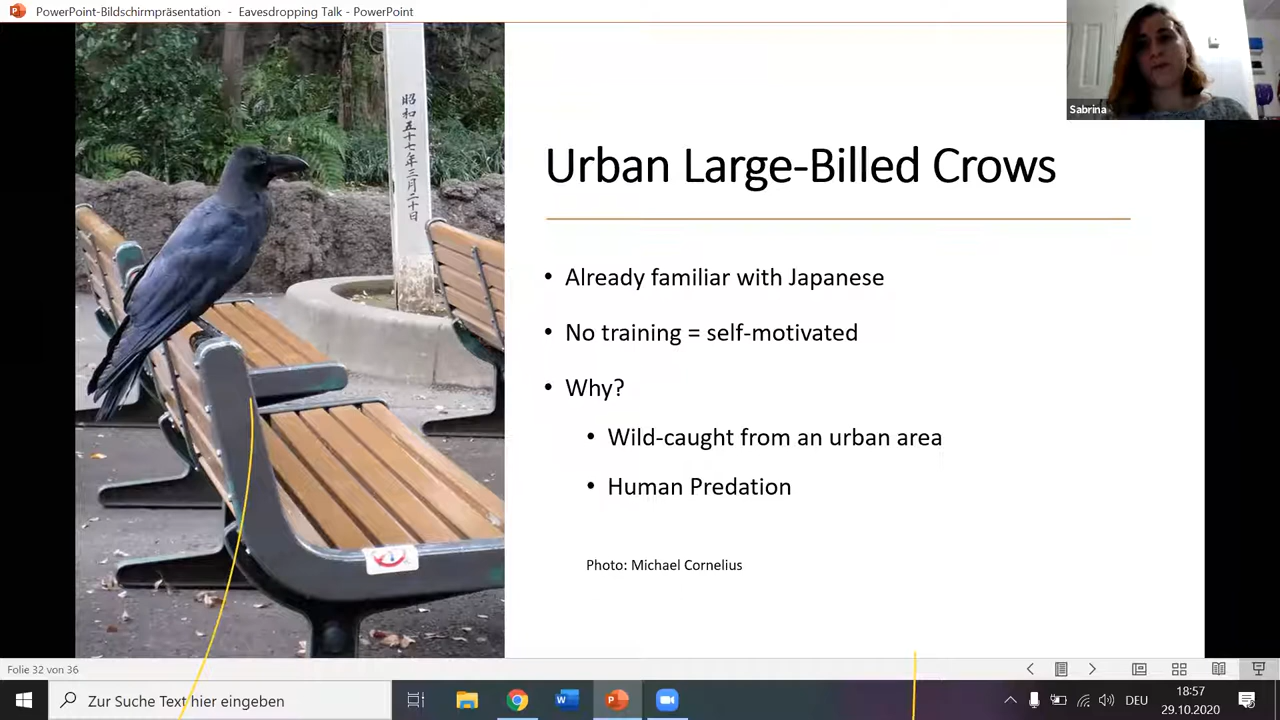 PowerPoint-Bildschirmpräsentation - Eavesdropping Talk - PowerPoint
Sabrina
昭和五十七年三月二十日
Urban Large-Billed Crows
• Already familiar with Japanese
• No training = self-motivated
• Why?
• Wild-caught from an urban area
• Human Predation
Photo: Michael Cornelius
Folie 32 von 36
Zur Suche Text hier eingeben
DEU
18:57
29.10.2020